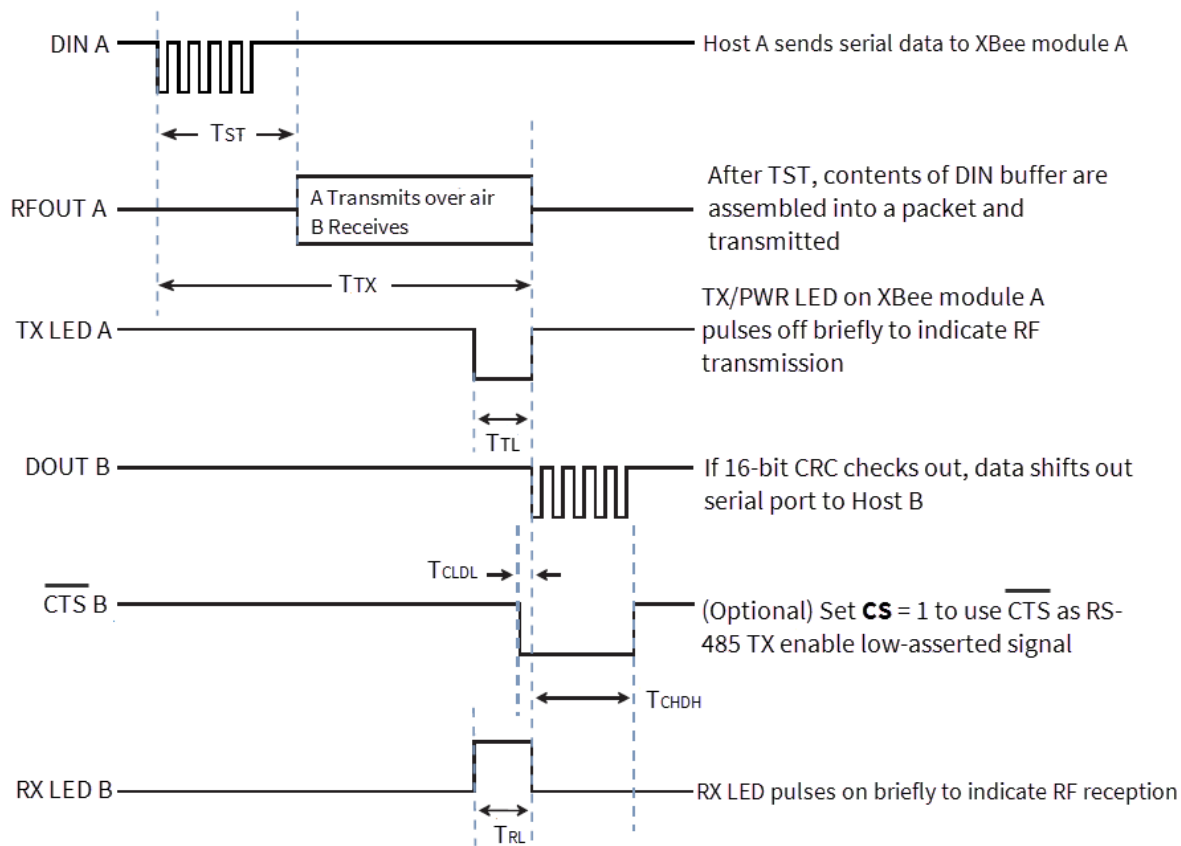 DIN A
Host A sends serial data to XBee module A
TST
RFOUT A
A Transmits over air
B Receives
After TST, contents of DIN buffer are
assembled into a packet and
transmitted
TTX
TX LED A
TX/PWR LED on XBee module A
pulses off briefly to indicate RF
transmission
TTL
DOUT B
If 16-bit CRC checks out, data shifts out
serial port to Host B
TCLDL
CTS B
(Optional) Set CS = 1 to use CTS as RS-
485 TX enable low-asserted signal
TCHDH
RX LED B
RX LED pulses on briefly to indicate RF reception
TRL